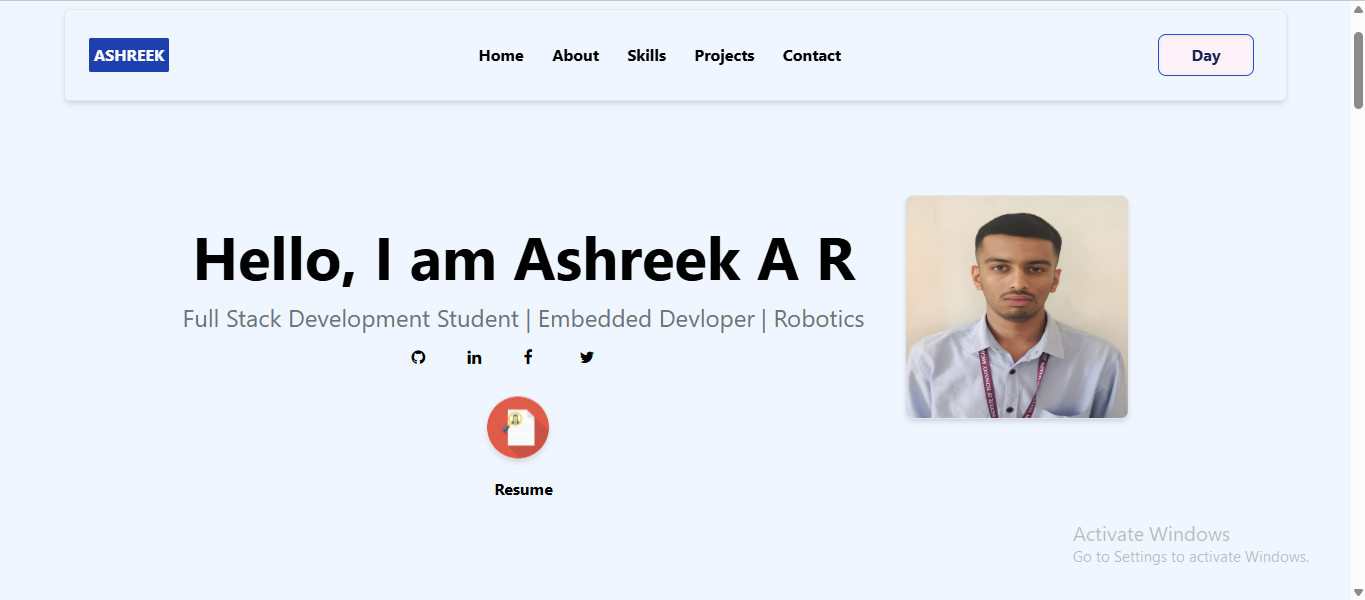 ASHREEK
Home About Skills Projects Contact
Day
Hello, I am Ashreek A R
Full Stack Development Student | Embedded Devloper | Robotics
Resume
Activate Windows
Go to Settings to activate Windows.